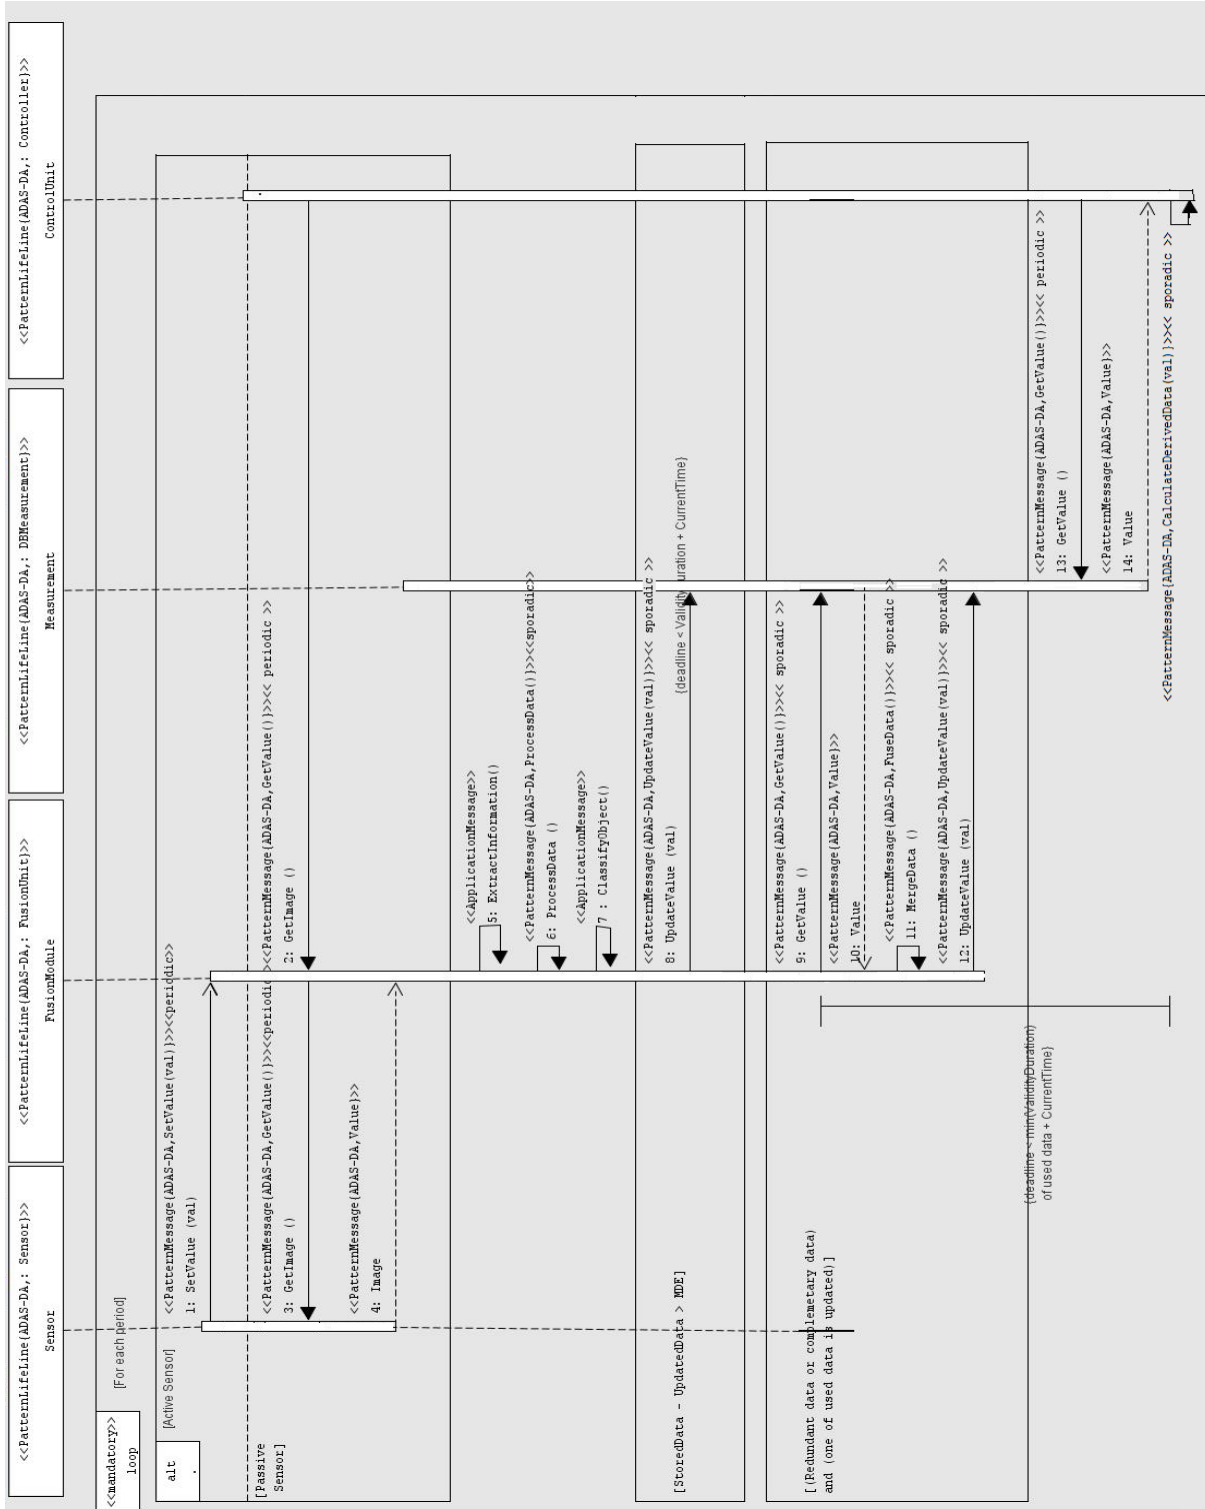 <<PatternLifeLine{ADAS-DA,: Sensor}>>
Sensor
<<PatternLifeLine{ADAS-DA,: FusionUnit}>>
FusionModule
<<PatternLifeLine{ADAS-DA,: DBMeasurement}>>
Measurement
<<PatternLifeLine{ADAS-DA,: Controller}>>
ControlUnit
<<mandatory>>
loop
[For each period]
alt
[Active Sensor]
<<PatternMessage{ADAS-DA,SetValue(val)}>><<periodic>>
1: SetValue (val)
[Passive
Sensor]
<<PatternMessage{ADAS-DA,GetValue()}>><< periodic >>
2: GetImage ()
<<PatternMessage{ADAS-DA,GetValue()}>><<periodic >>
3: GetImage ()
<<PatternMessage{ADAS-DA,Value}>>
4: Image
<<ApplicationMessage>>
5: ExtractInformation()
<<PatternMessage{ADAS-DA,ProcessData()}>><<sporadic>>
6: ProcessData ()
<<ApplicationMessage>>
7 : ClassifyObject()
[StoredData - UpdatedData > MDE]
<<PatternMessage{ADAS-DA,UpdateValue(val)}>><< sporadic >>
8: UpdateValue (val)
{deadline < Validity duration + CurrentTime}
[(Redundant data or complemetary data)
and (one of used data is updated)]
<<PatternMessage{ADAS-DA,GetValue()}>><< sporadic >>
9: GetValue ()
<<PatternMessage{ADAS-DA,Value}>>
10: Value
<<PatternMessage{ADAS-DA,FuseData()}>><< sporadic >>
11: MergeData ()
<<PatternMessage{ADAS-DA,UpdateValue(val)}>><< sporadic >>
12: UpdateValue (val)
{deadline < min(ValidityDuration)
of used data + CurrentTime}
<<PatternMessage{ADAS-DA,GetValue()}>><< periodic >>
13: GetValue ()
<<PatternMessage{ADAS-DA,Value}>>
14: Value
<<PatternMessage{ADAS-DA,CalculateDerivedData(val)}>><< sporadic >>